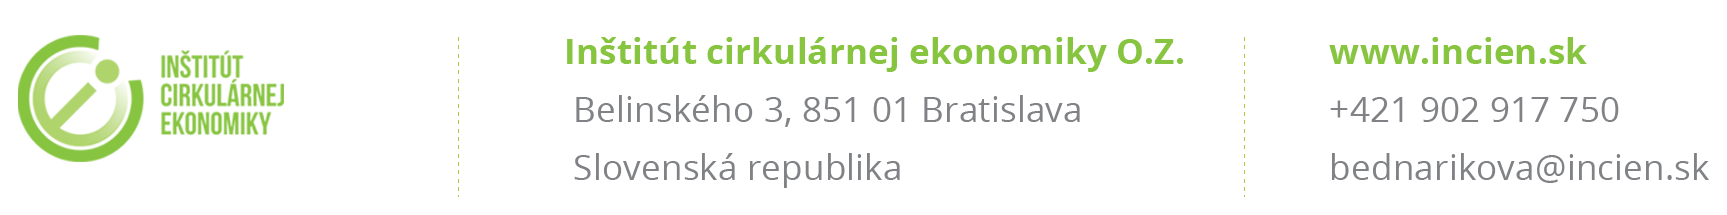 INŠTITÚT
CIRKULÁRNEJ
EKONOMIKY
Inštitút cirkulárnej ekonomiky O.Z.
Belinského 3, 851 01 Bratislava
Slovenská republika
www.incien.sk
+421 902 917 750
bednarikova@incien.sk